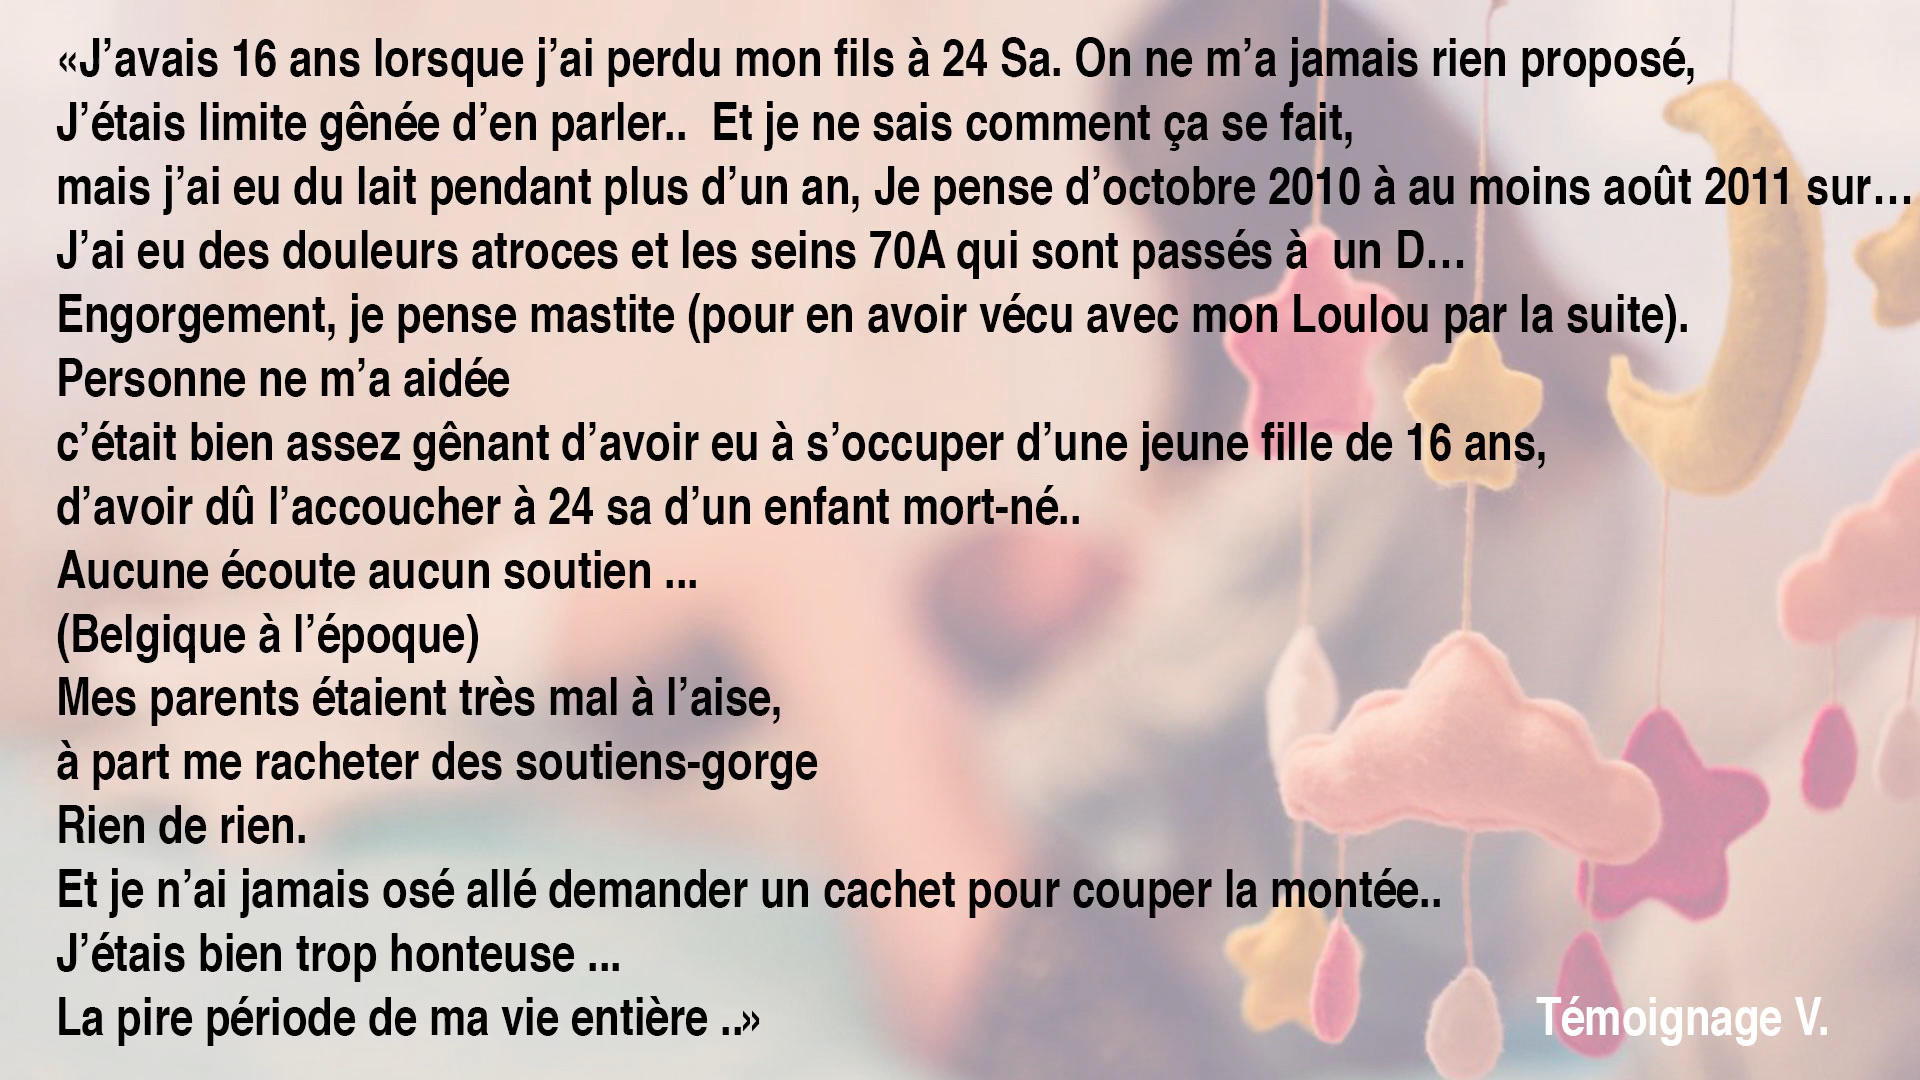 «J’avais 16 ans lorsque j’ai perdu mon fils à 24 Sa. On ne m’a jamais rien proposé,
J’étais limite gênée d’en parler..  Et je ne sais comment ça se fait,
mais j’ai eu du lait pendant plus d’un an, Je pense d’octobre 2010 à au moins août 2011 sur…
J’ai eu des douleurs atroces et les seins 70A qui sont passés à  un D…
Engorgement, je pense mastite (pour en avoir vécu avec mon Loulou par la suite).
Personne ne m’a aidée
c’était bien assez gênant d’avoir eu à s’occuper d’une jeune fille de 16 ans,
d’avoir dû l’accoucher à 24 sa d’un enfant mort-né..
Aucune écoute aucun soutien ...
(Belgique à l’époque)
Mes parents étaient très mal à l’aise,
à part me racheter des soutiens-gorge
Rien de rien.
Et je n’ai jamais osé allé demander un cachet pour couper la montée..
J’étais bien trop honteuse ...
La pire période de ma vie entière ..»
Témoignage V.